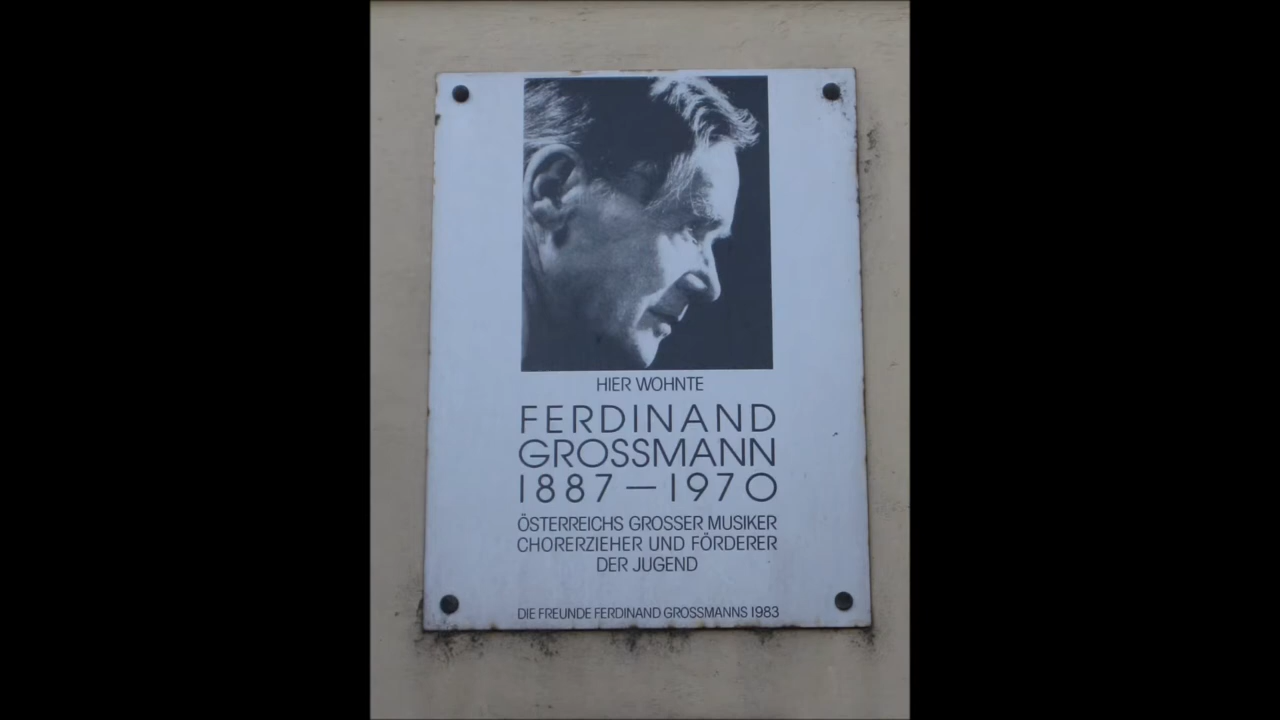 HIER WOHNTE
FERDINAND
GROSSMANN
1887 — 1970
ÖSTERREICHS GROSSER MUSIKER
CHORERZIEHER UND FÖRDERER
DER JUGEND
DIE FREUNDE FERDINAND GROSSMANNS 1983